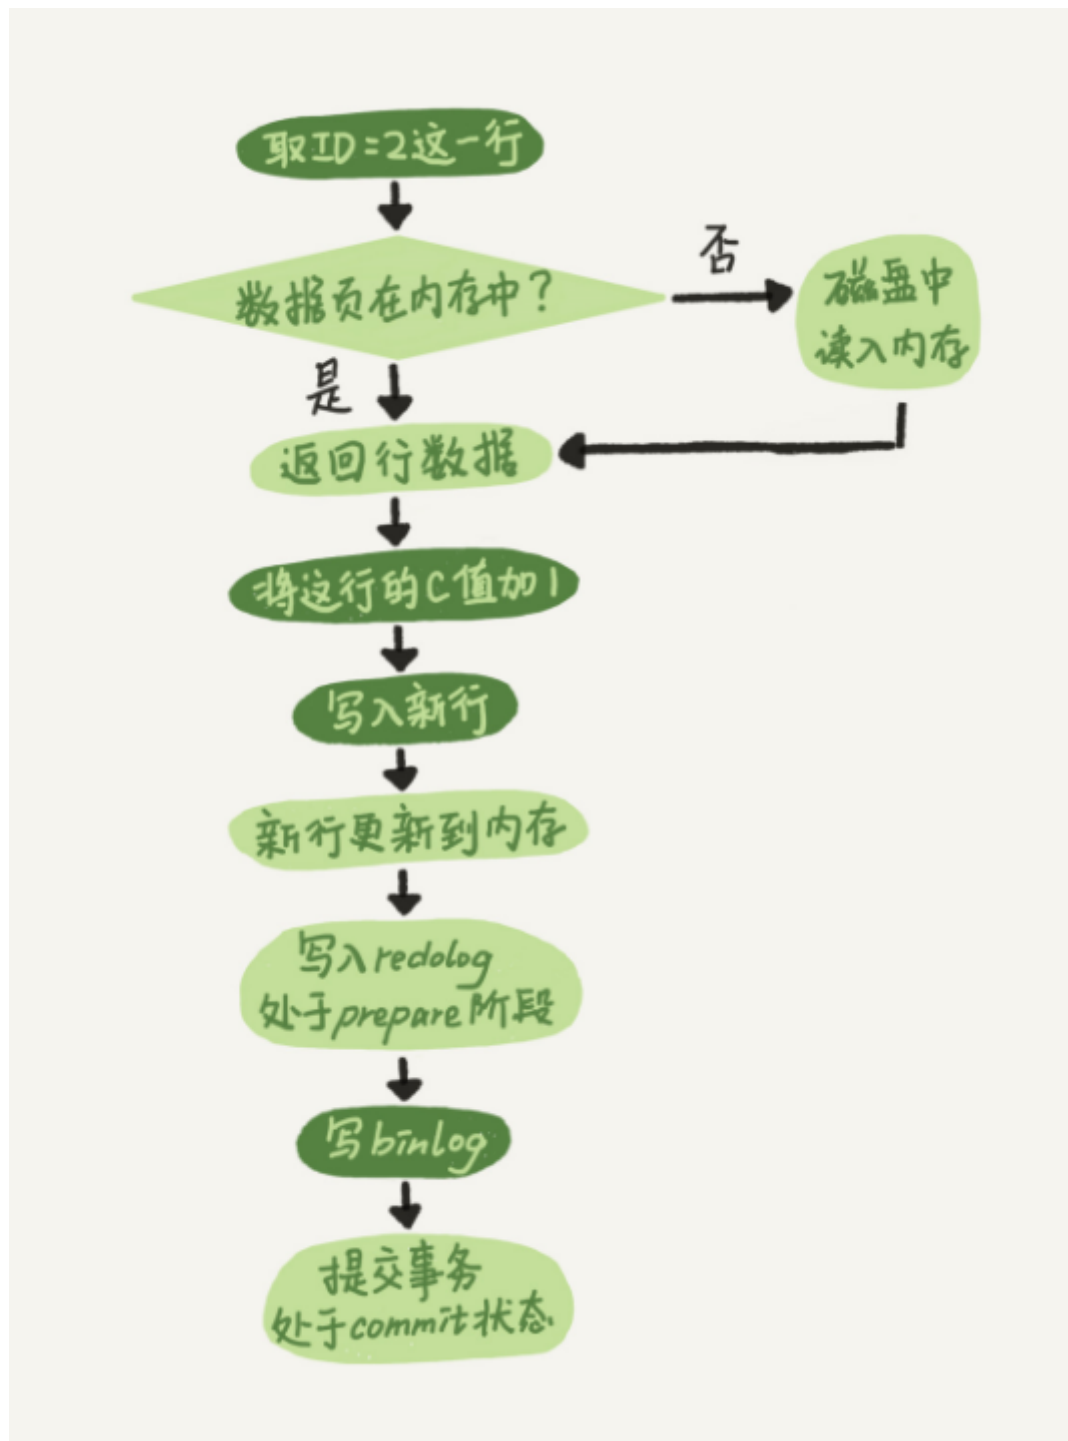 取ID=2这一行
数据页在内存中？
否
磁盘中
读入内存
是
返回行数据
将这行的C值加1
写入新行
新行更新到内存
写入redolog
处于prepare阶段
写binlog
提交事务
处于commit状态